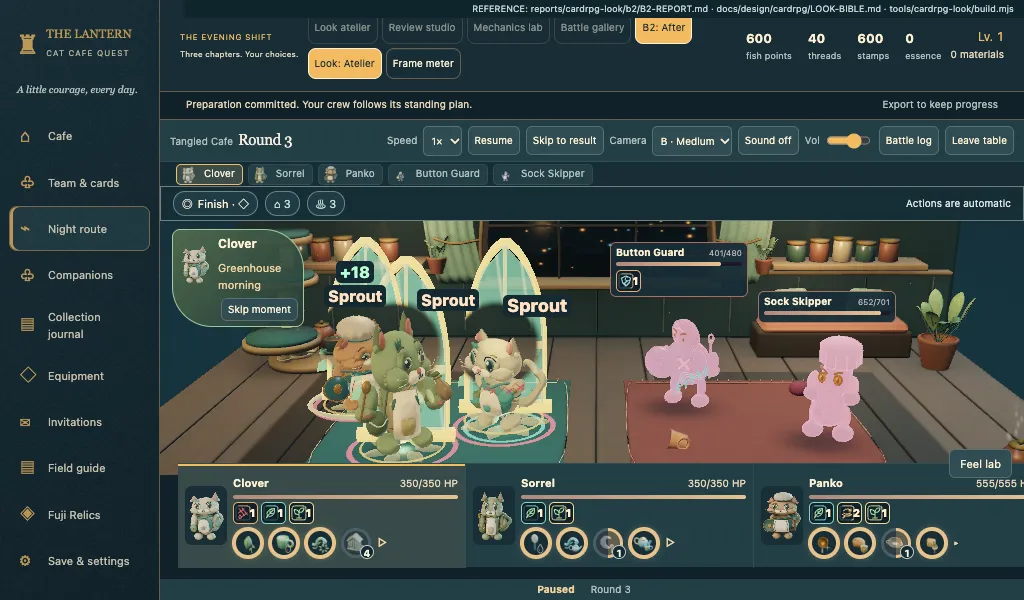 REFERENCE: reports/cardrpg-look/b2/B2-REPORT.md · docs/design/cardrpg/LOOK-BIBLE.md · tools/cardrpg-look/build.mjs
THE LANTERN
CAT CAFE QUEST
A little courage, every day.
Cafe
Team & cards
Night route
Companions
Collection
journal
Equipment
Invitations
Field guide
Fuji Relics
Save & settings
THE EVENING SHIFT
Three chapters. Your choices.
Look atelier
Review studio
Mechanics lab
Battle gallery
B2: After
Look: Atelier
Frame meter
600
fish points
40
threads
600
stamps
0
essence
Lv. 1
0 materials
Preparation committed. Your crew follows its standing plan.
Export to keep progress
Tangled Cafe Round 3
Speed 1x Resume Skip to result Camera B · Medium Sound off Vol Battle log Leave table
Clover Sorrel Panko Button Guard Sock Skipper
Finish · 3 3
Actions are automatic
Clover
Greenhouse
morning
Skip moment
+18
Sprout
Sprout
Sprout
Button Guard 401/480
1
Sock Skipper 652/701
Feel lab
Clover 350/350 HP
1 1 1
4
Sorrel 350/350 HP
1 1
1
Panko 555/555 H
1 2 1
1
Paused Round 3